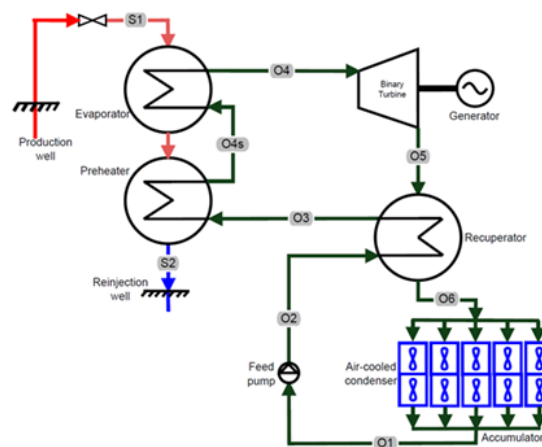 S1
Evaporator
O4
Binary
Turbine
Generator
Production
well
O4s
Preheater
O5
O3
Recuperator
S2
Reinjection
well
O6
O2
Feed
pump
Air-cooled
condenser
Accumulator
O1